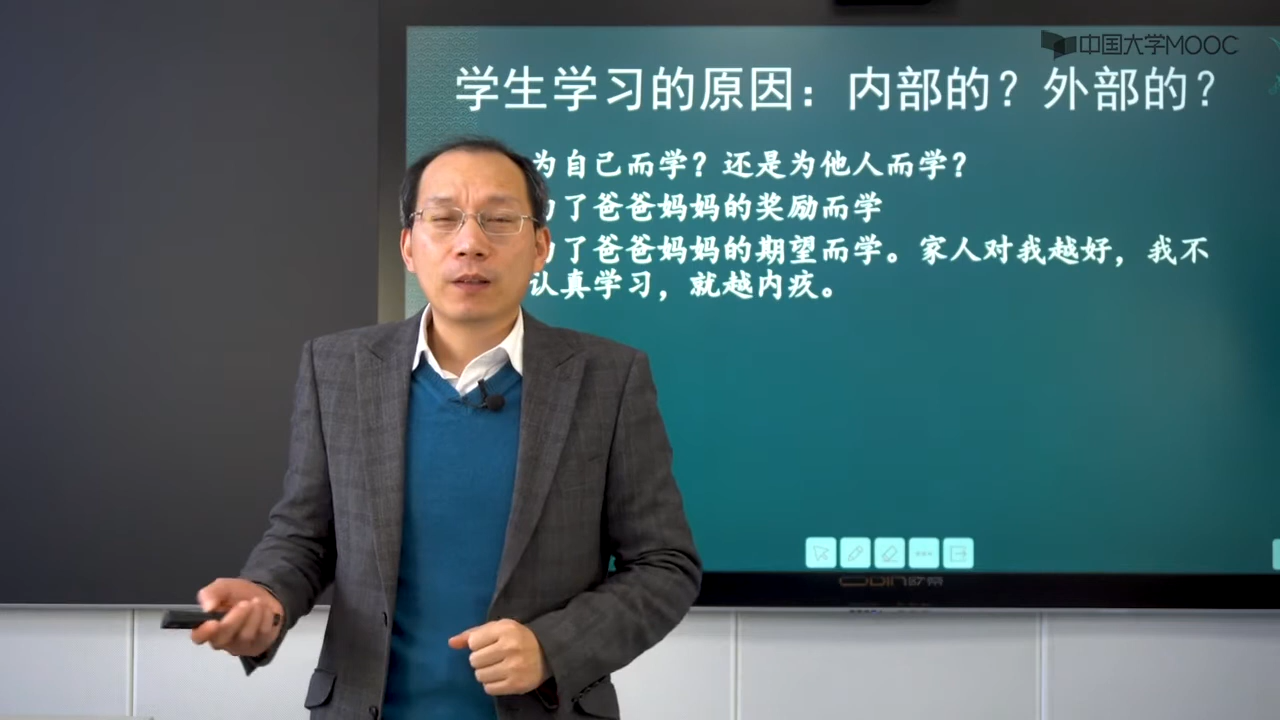 中国大学MOOC
学生学习的原因：内部的？外部的？
为自己而学？还是为他人而学？
了爸爸妈妈的奖励而学
了爸爸妈妈的期望而学。家人对我越好，我不
认真学习，就越内疚。